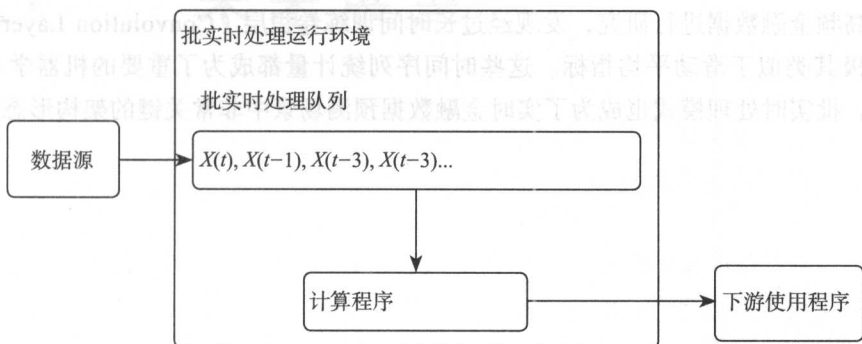 批实时处理运行环境
批实时处理队列
数据源
X(t), X(t−1), X(t−3), X(t−3)...
计算程序
下游使用程序